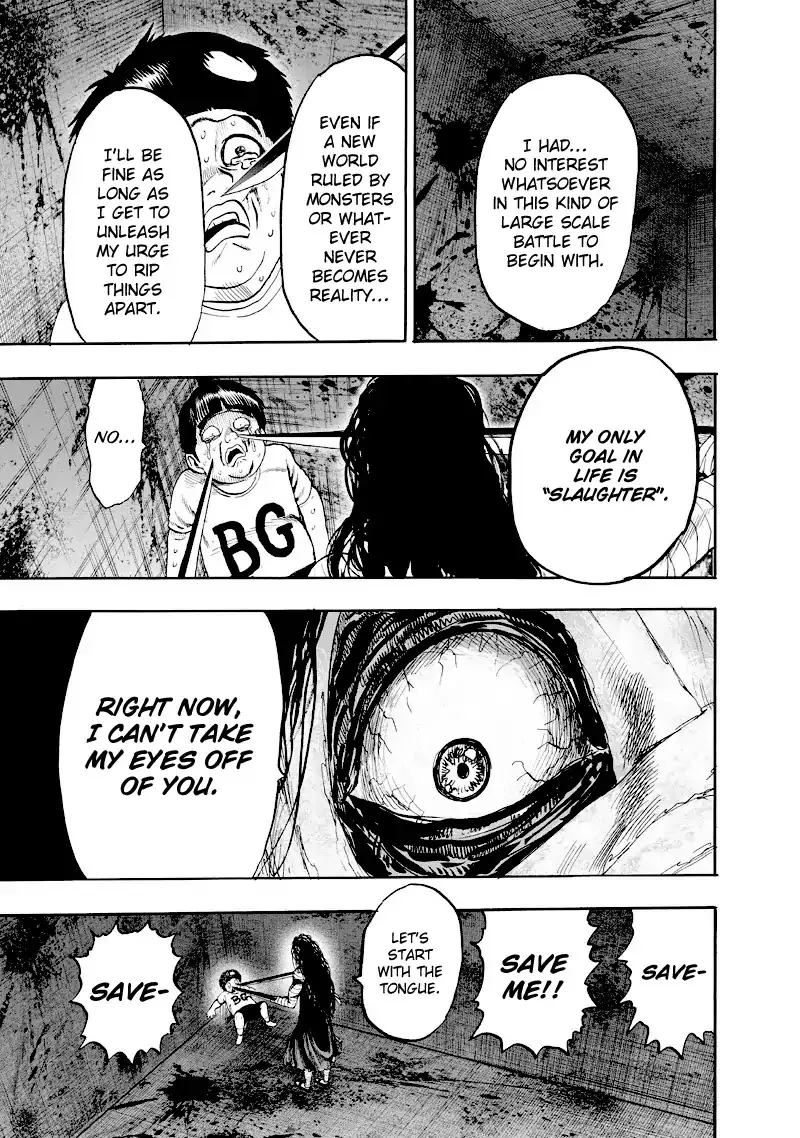 I HAD...
NO INTEREST
WHATSOEVER
IN THIS KIND OF
LARGE SCALE
BATTLE TO
BEGIN WITH.
EVEN IF
A NEW
WORLD
RULED BY
MONSTERS
OR WHAT-
EVER
NEVER
BECOMES
REALITY...
I'LL BE
FINE AS
LONG AS
I GET TO
UNLEASH
MY URGE
TO RIP
THINGS
APART.
MY ONLY
GOAL IN
LIFE IS
"SLAUGHTER".
NO...
BG
RIGHT NOW,
I CAN'T TAKE
MY EYES OFF
OF YOU.
SAVE-
SAVE
ME!!
LET'S
START
WITH THE
TONGUE.
BG
SAVE-